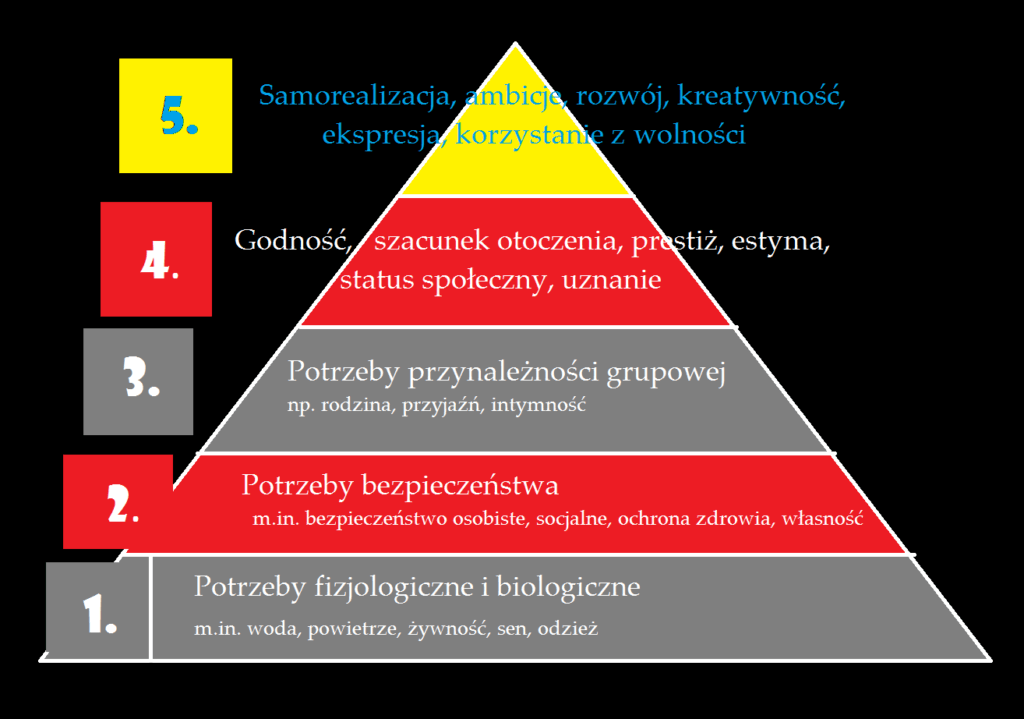 5.
Samorealizacja, ambicje, rozwój, kreatywność,
ekspresja, korzystanie z wolności
4.
Godność, szacunek otoczenia, prestiż, estyma,
status społeczny, uznanie
3.
Potrzeby przynależności grupowej
np. rodzina, przyjaźń, intymność
2.
Potrzeby bezpieczeństwa
m.in. bezpieczeństwo osobiste, socjalne, ochrona zdrowia, własność
1.
Potrzeby fizjologiczne i biologiczne
m.in. woda, powietrze, żywność, sen, odzież